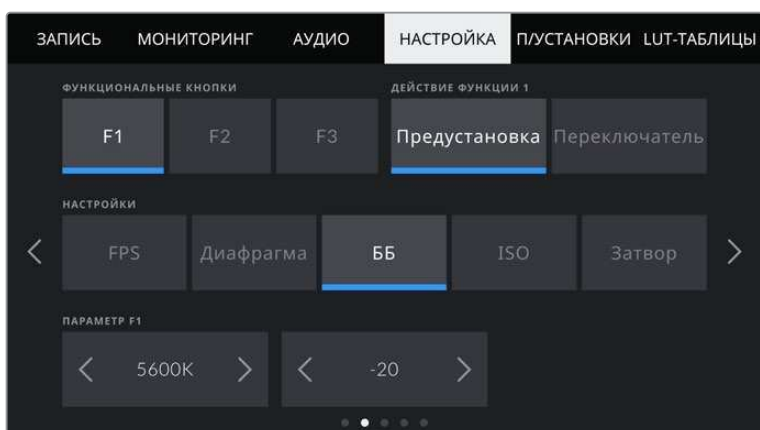 ЗАПИСЬ МОНИТОРИНГ АУДИО НАСТРОЙКА П/УСТАНОВКИ LUT-ТАБЛИЦЫ
ФУНКЦИОНАЛЬНЫЕ КНОПКИ ДЕЙСТВИЕ ФУНКЦИИ 1
F1 F2 F3 Предустановка Переключатель
НАСТРОЙКИ
FPS Диафрагма ББ ISO Затвор
ПАРАМЕТР F1
5600K -20